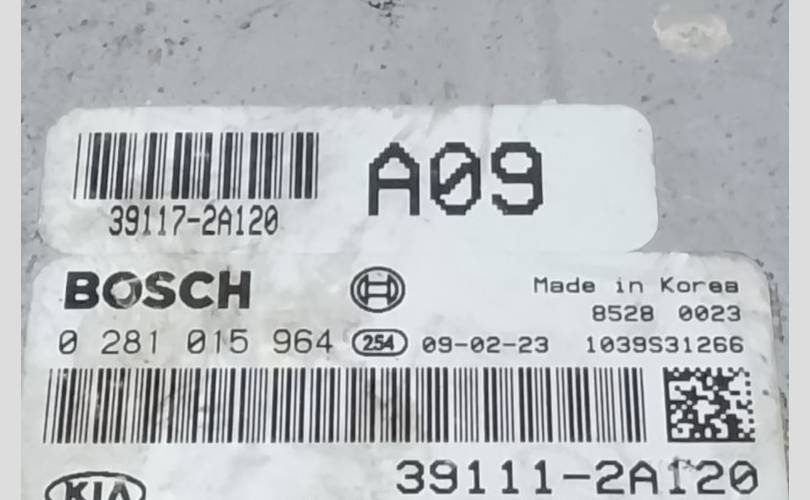 A09
39117-2A120
BOSCH Made in Korea
8528 0023
0 281 015 964 254 09-02-23 1039S31266
39111-2A120
KIA